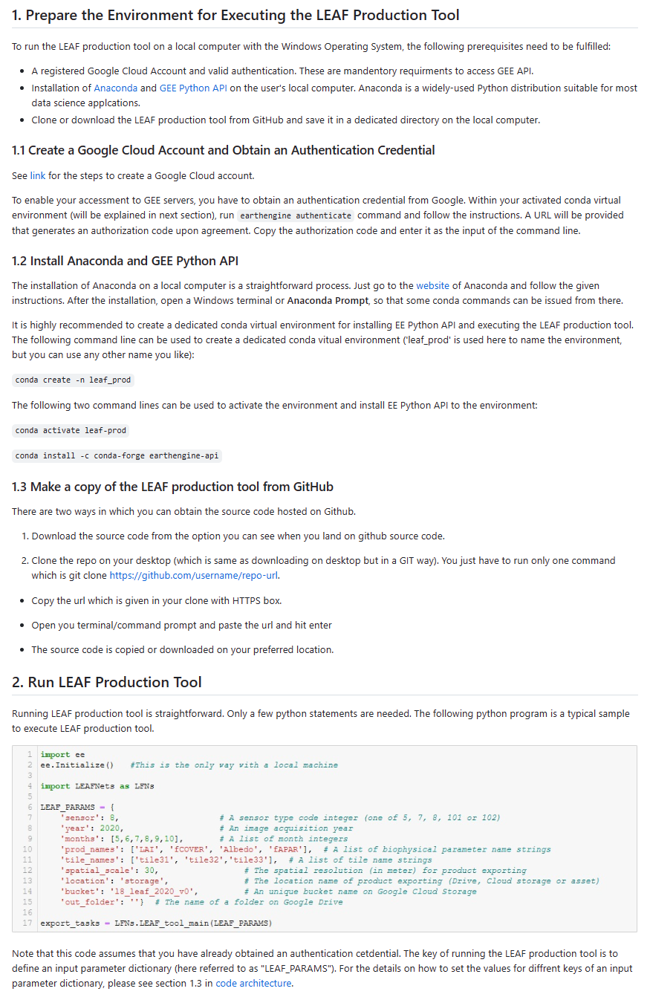 1. Prepare the Environment for Executing the LEAF Production Tool
To run the LEAF production tool on a local computer with the Windows Operating System, the following prerequisites need to be fulfilled:
• A registered Google Cloud Account and valid authentication. These are mandentory requirments to access GEE API.
• Installation of Anaconda and GEE Python API on the user's local computer. Anaconda is a widely-used Python distribution suitable for most
data science applcations.
• Clone or download the LEAF production tool from GitHub and save it in a dedicated directory on the local computer.
1.1 Create a Google Cloud Account and Obtain an Authentication Credential
See link for the steps to create a Google Cloud account.
To enable your accessment to GEE servers, you have to obtain an authentication credential from Google. Within your activated conda virtual
environment (will be explained in next section), run earthengine authenticate command and follow the instructions. A URL will be provided
that generates an authorization code upon agreement. Copy the authorization code and enter it as the input of the command line.
1.2 Install Anaconda and GEE Python API
The installation of Anaconda on a local computer is a straightforward process. Just go to the website of Anaconda and follow the given
instructions. After the installation, open a Windows terminal or Anaconda Prompt, so that some conda commands can be issued from there.
It is highly recommended to create a dedicated conda virtual environment for installing EE Python API and executing the LEAF production tool.
The following command line can be used to create a dedicated conda vitual environment ('leaf_prod' is used here to name the environment,
but you can use any other name you like):
conda create -n leaf_prod
The following two command lines can be used to activate the environment and install EE Python API to the environment:
conda activate leaf-prod
conda install -c conda-forge earthengine-api
1.3 Make a copy of the LEAF production tool from GitHub
There are two ways in which you can obtain the source code hosted on Github.
1. Download the source code from the option you can see when you land on github source code.
2. Clone the repo on your desktop (which is same as downloading on desktop but in a GIT way). You just have to run only one command
which is git clone https://github.com/username/repo-url.
• Copy the url which is given in your clone with HTTPS box.
• Open you terminal/command prompt and paste the url and hit enter
• The source code is copied or downloaded on your preferred location.
2. Run LEAF Production Tool
Running LEAF production tool is straightforward. Only a few python statements are needed. The following python program is a typical sample
to execute LEAF production tool.
1 import ee
2 ee.Initialize() #This is the only way with a local machine
3
4 import LEAFNets as LFNs
5
6 LEAF_PARAMS = {
7 'sensor': 8, # A sensor type code integer (one of 5, 7, 8, 101 or 102)
8 'year': 2020, # An image acquisition year
9 'months': [5,6,7,8,9,10], # A list of month integers
10 'prod_names': ['LAI', 'fCOVER', 'Albedo', 'fAPAR'], # A list of biophysical parameter name strings
11 'tile_names': ['tile31', 'tile32','tile33'], # A list of tile name strings
12 'spatial_scale': 30, # The spatial resolution (in meter) for product exporting
13 'location': 'storage', # The location name of product exporting (Drive, Cloud storage or asset)
14 'bucket': '18_leaf_2020_v0', # An unique bucket name on Google Cloud Storage
15 'out_folder': ''} # The name of a folder on Google Drive
16
17 export_tasks = LFNs.LEAF_tool_main(LEAF_PARAMS)
Note that this code assumes that you have already obtained an authentication cetdential. The key of running the LEAF production tool is to
define an input parameter dictionary (here referred to as "LEAF_PARAMS"). For the details on how to set the values for diffrent keys of an input
parameter dictionary, please see section 1.3 in code architecture.